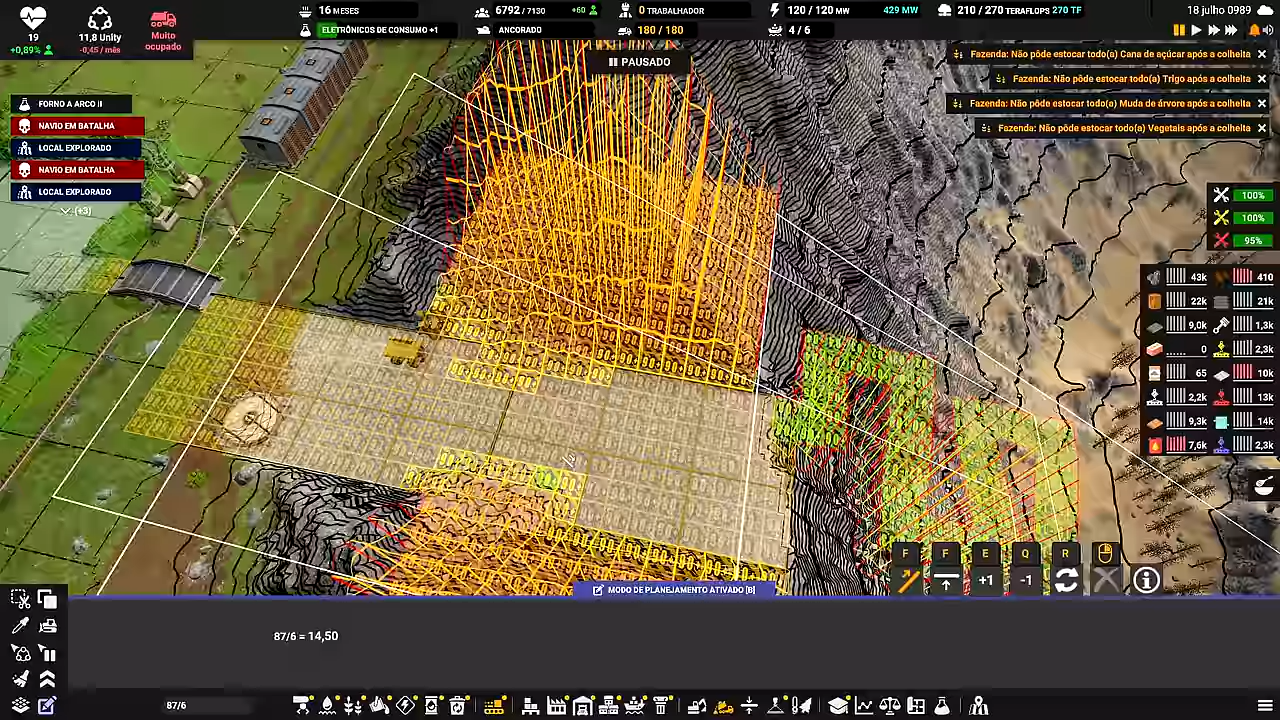 19
+0,89%
11,8 Unity
-0,45 / mês
Muito
ocupado
16 MESES
6792 / 7130
+60
0 TRABALHADOR
120 / 120 MW
429 MW
210 / 270 TERAFLOPS
270 TF
18 julho 0989
ELETRÔNICOS DE CONSUMO +1
ANCORADO
180 / 180
4 / 6
PAUSADO
Fazenda: Não pôde estocar todo(a) Cana de açúcar após a colheita
Fazenda: Não pôde estocar todo(a) Trigo após a colheita
Fazenda: Não pôde estocar todo(a) Muda de árvore após a colheita
Fazenda: Não pôde estocar todo(a) Vegetais após a colheita
FORNO A ARCO II
NAVIO EM BATALHA
LOCAL EXPLORADO
NAVIO EM BATALHA
LOCAL EXPLORADO
(+3)
100%
100%
95%
43k
410
22k
21k
9,0k
1,3k
0
2,3k
65
10k
2,2k
13k
9,3k
14k
7,6k
2,3k
F
F
E
Q
R
+1
-1
MODO DE PLANEJAMENTO ATIVADO [B]
87/6 = 14,50
87/6